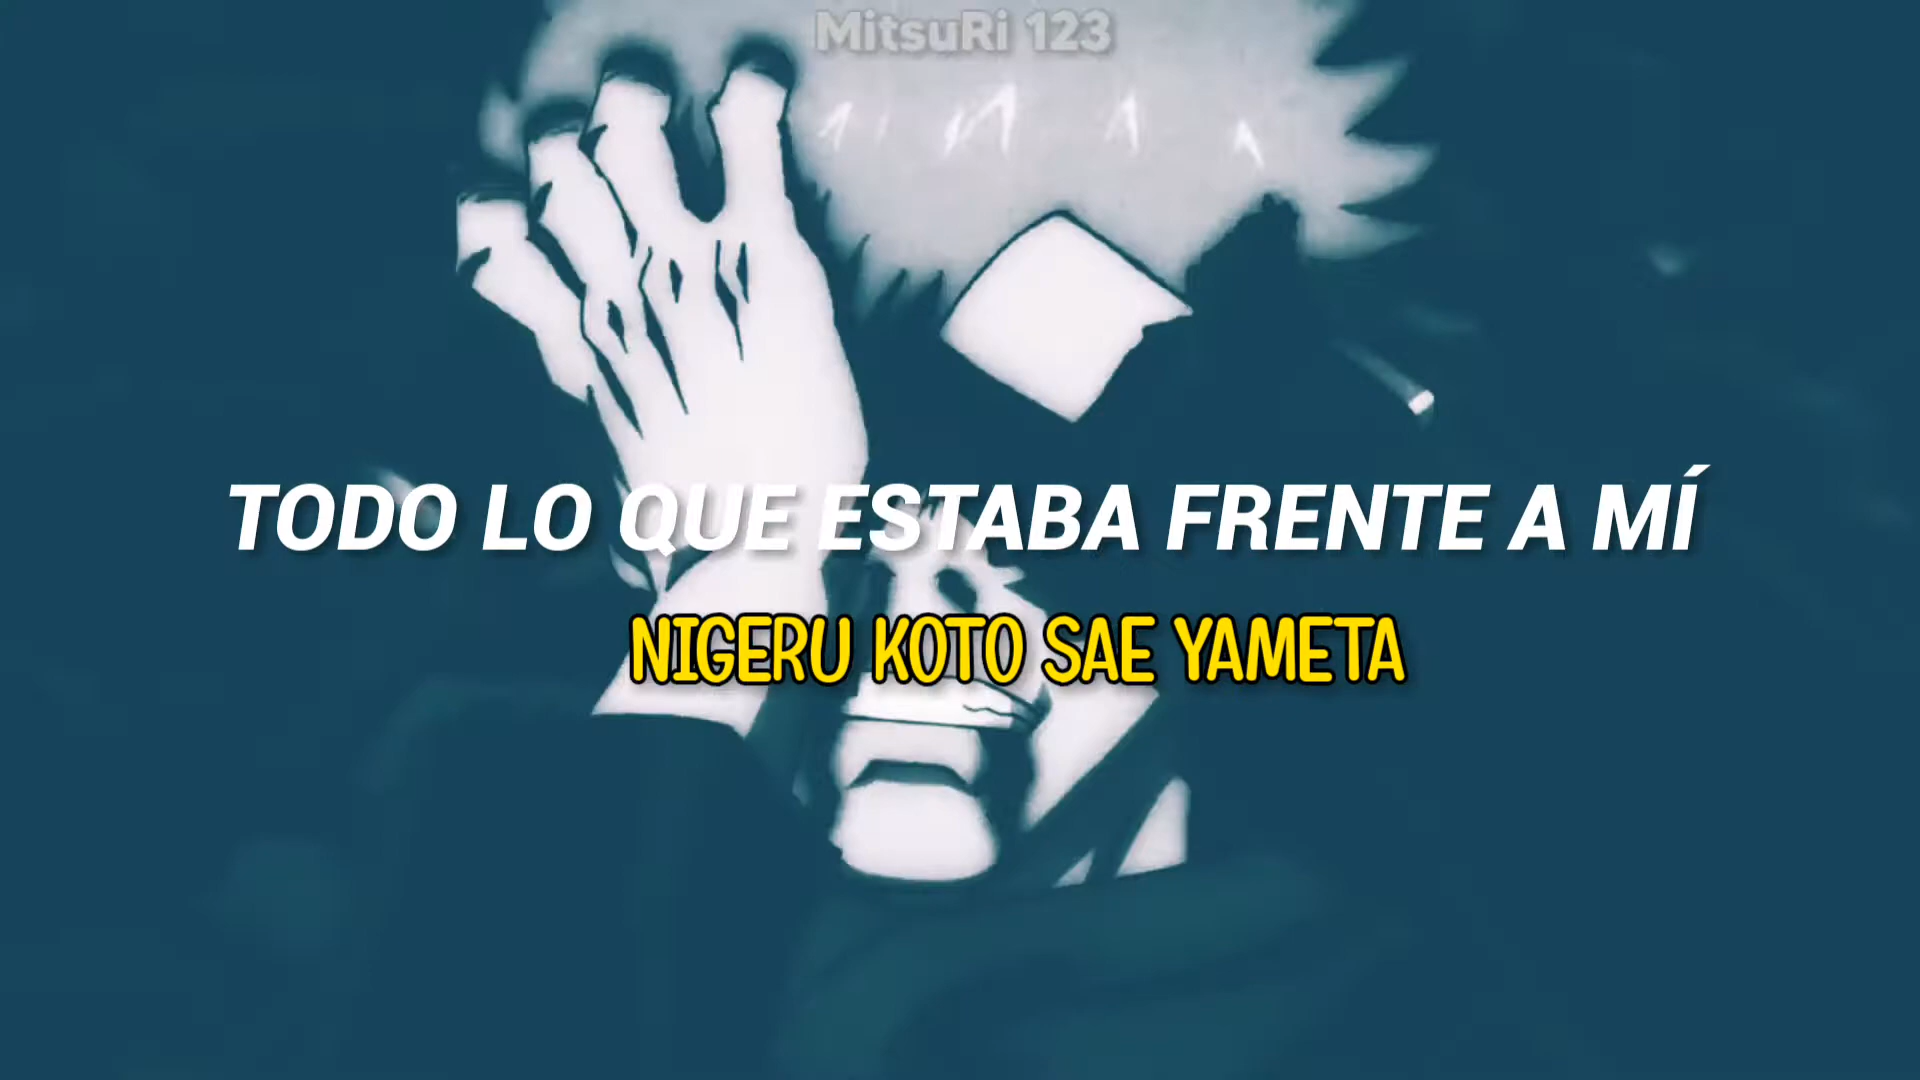 MitsuRi 123
TODO LO QUE ESTABA FRENTE A MÍ
NIGERU KOTO SAE YAMETA